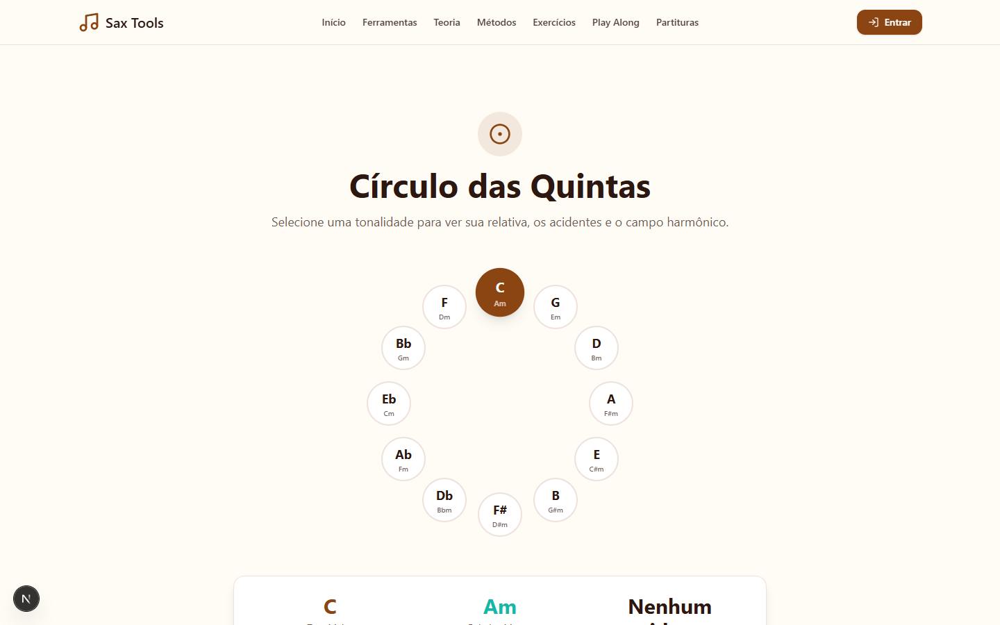 Sax Tools
Início
Ferramentas
Teoria
Métodos
Exercícios
Play Along
Partituras
Entrar
Círculo das Quintas
Selecione uma tonalidade para ver sua relativa, os acidentes e o campo harmônico.
C
Am
G
Em
D
Bm
A
F#m
E
C#m
B
G#m
F#
D#m
Db
Bbm
Ab
Fm
Eb
Cm
Bb
Gm
F
Dm
N
C
Am
Nenhum